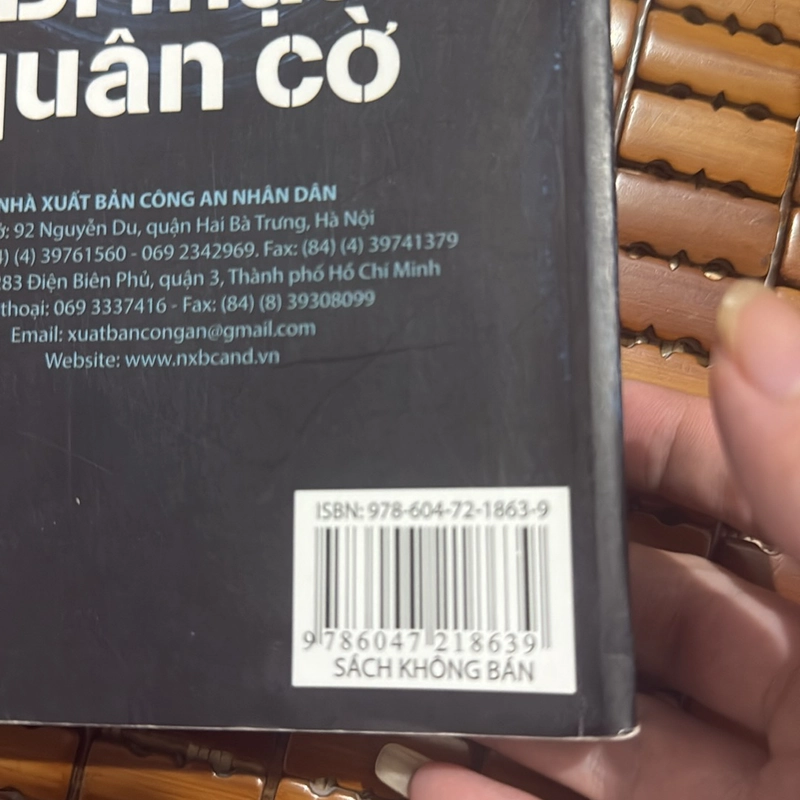 quân cờ
NHÀ XUẤT BẢN CÔNG AN NHÂN DÂN
92 Nguyễn Du, quận Hai Bà Trưng, Hà Nội
(4) 39761560 - 069 2342969. Fax: (84) (4) 39741379
283 Điện Biên Phủ, quận 3, Thành phố Hồ Chí Minh
thoại: 069 3337416 - Fax: (84) (8) 39308099
Email: xuatbancongan@gmail.com
Website: www.nxbcand.vn
ISBN: 978-604-72-1863-9
9 786047 218639
SÁCH KHÔNG BÁN